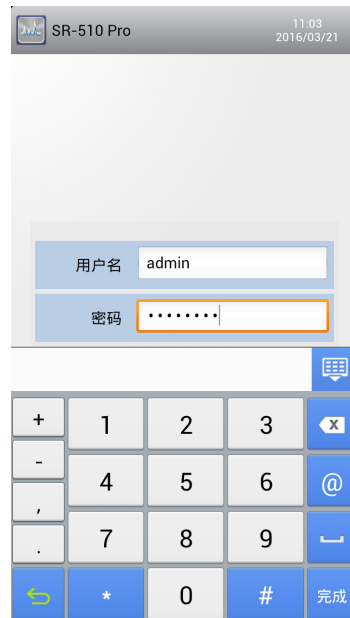 SR-510 Pro
11:03
2016/03/21
用户名 admin
密码 ········
+ 1 2 3 X
-
4 5 6 @
,
7 8 9
.
* 0 # 完成